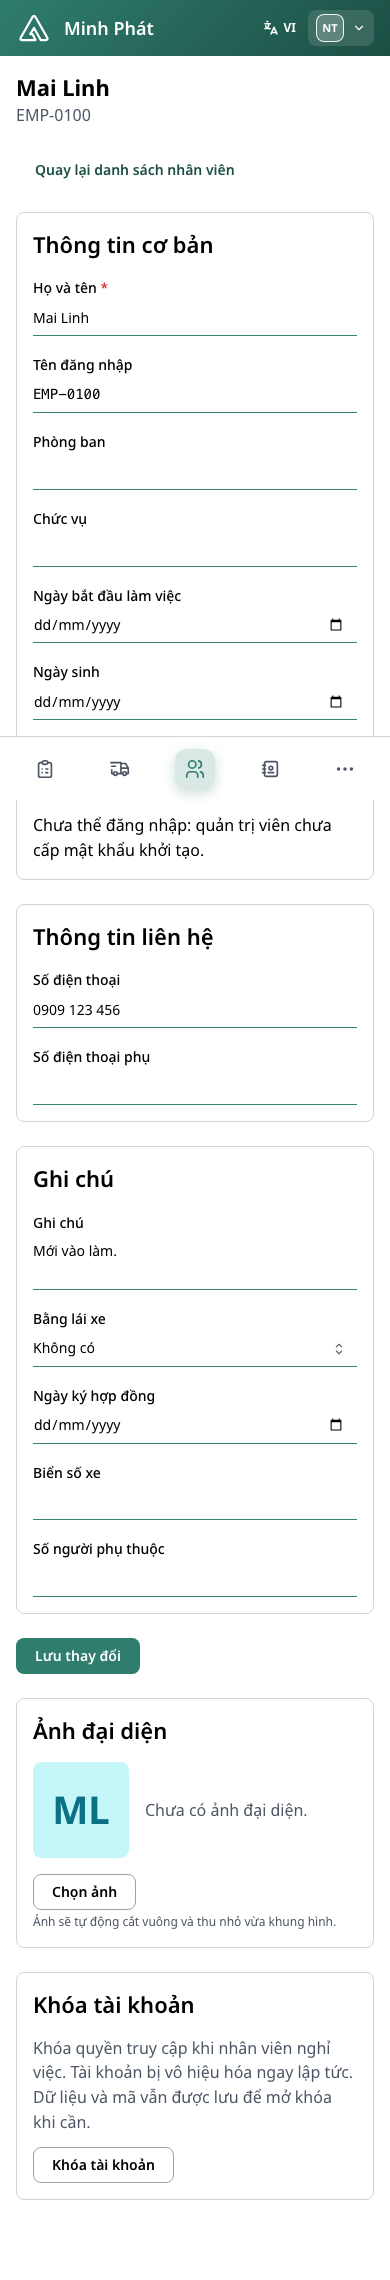 Minh Phát
VI
NT
Mai Linh
EMP-0100
Quay lại danh sách nhân viên
Thông tin cơ bản
Họ và tên *
Mai Linh
Tên đăng nhập
EMP-0100
Phòng ban
Chức vụ
Ngày bắt đầu làm việc
dd/mm/yyyy
Ngày sinh
dd/mm/yyyy
Chưa thể đăng nhập: quản trị viên chưa
cấp mật khẩu khởi tạo.
Thông tin liên hệ
Số điện thoại
0909 123 456
Số điện thoại phụ
Ghi chú
Ghi chú
Mới vào làm.
Bằng lái xe
Không có
Ngày ký hợp đồng
dd/mm/yyyy
Biển số xe
Số người phụ thuộc
Lưu thay đổi
Ảnh đại diện
ML
Chưa có ảnh đại diện.
Chọn ảnh
Ảnh sẽ tự động cắt vuông và thu nhỏ vừa khung hình.
Khóa tài khoản
Khóa quyền truy cập khi nhân viên nghỉ
việc. Tài khoản bị vô hiệu hóa ngay lập tức.
Dữ liệu và mã vẫn được lưu để mở khóa
khi cần.
Khóa tài khoản